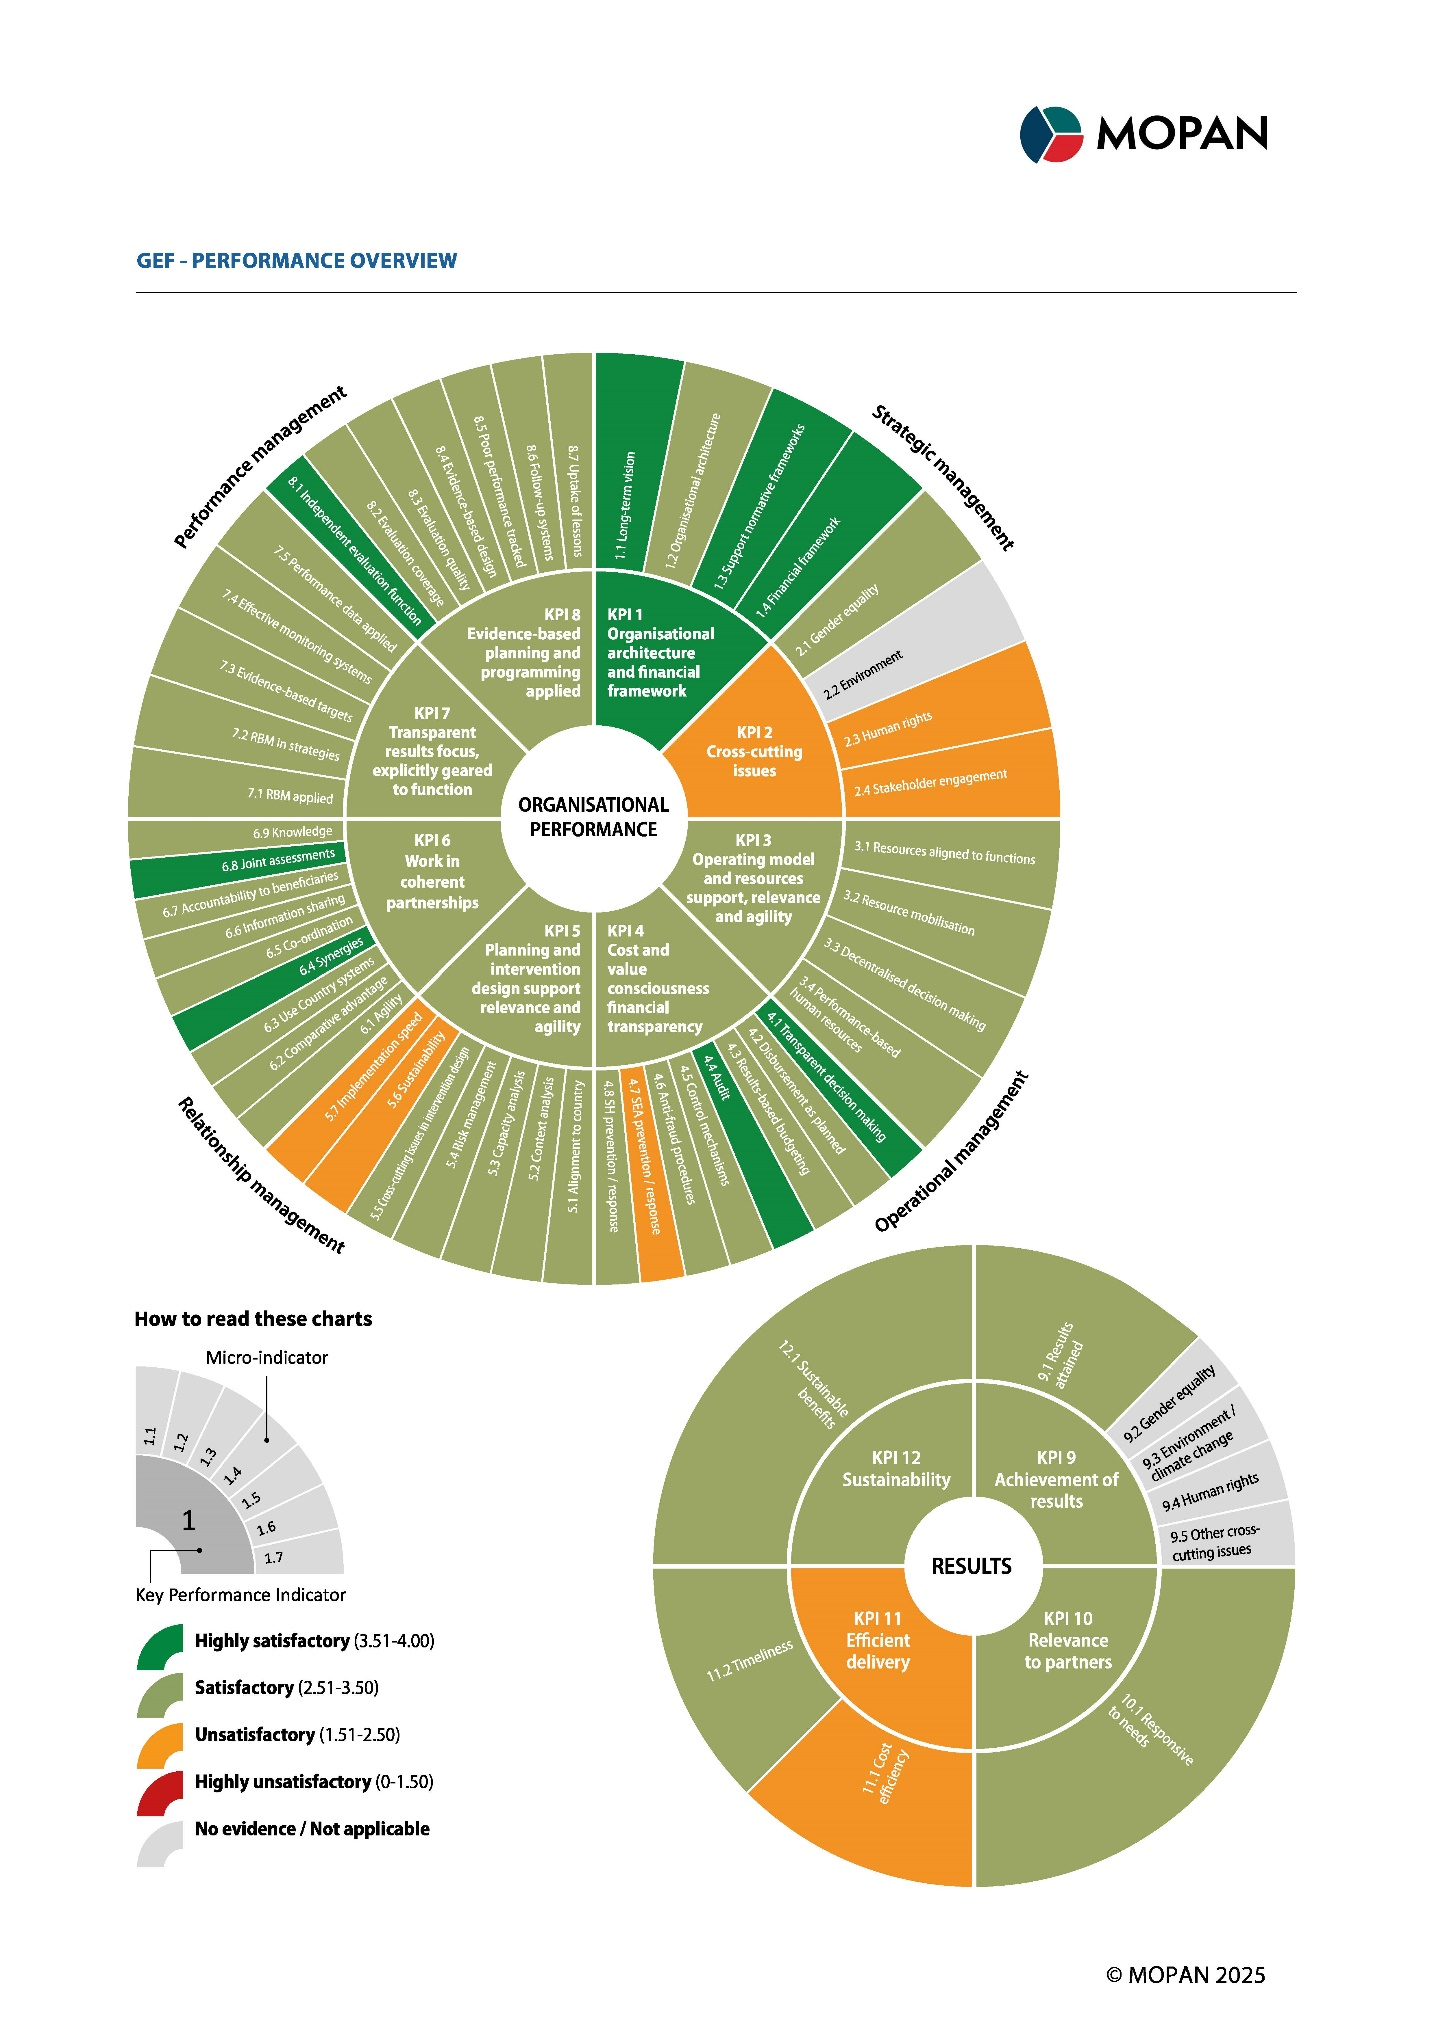 MOPAN
GEF - PERFORMANCE OVERVIEW
Performance management
Strategic management
Operational management
Relationship management
ORGANISATIONAL
PERFORMANCE
KPI 1
Organisational
architecture
and financial
framework
1.1 Long-term vision
1.2 Organisational architecture
1.3 Support normative frameworks
1.4 Financial framework
KPI 2
Cross-cutting
issues
2.1 Gender equality
2.2 Environment
2.3 Human rights
2.4 Stakeholder engagement
KPI 3
Operating model
and resources
support, relevance
and agility
3.1 Resources aligned to functions
3.2 Resource mobilisation
3.3 Decentralised decision making
3.4 Performance-based
human resources
KPI 4
Cost and
value
consciousness
financial
transparency
4.1 Transparent decision making
4.2 Disbursement as planned
4.3 Results-based budgeting
4.4 Audit
4.5 Control mechanisms
4.6 Anti-fraud procedures
4.7 SEA prevention / response
4.8 SH prevention / response
KPI 5
Planning and
intervention
design support
relevance and
agility
5.1 Alignment to country
5.2 Context analysis
5.3 Capacity analysis
5.4 Risk management
5.5 Cross-cutting issues in intervention design
5.6 Sustainability
5.7 Implementation speed
KPI 6
Work in
coherent
partnerships
6.1 Agility
6.2 Comparative advantage
6.3 Use Country systems
6.4 Synergies
6.5 Co-ordination
6.6 Information sharing
6.7 Accountability to beneficiaries
6.8 Joint assessments
6.9 Knowledge
KPI 7
Transparent
results focus,
explicitly geared
to function
7.1 RBM applied
7.2 RBM in strategies
7.3 Evidence-based targets
7.4 Effective monitoring systems
7.5 Performance data applied
KPI 8
Evidence-based
planning and
programming
applied
8.1 Independent evaluation function
8.2 Evaluation coverage
8.3 Evaluation quality
8.4 Evidence-based design
8.5 Poor performance tracked
8.6 Follow-up systems
8.7 Uptake of lessons
RESULTS
KPI 9
Achievement of
results
9.1 Results
attained
9.2 Gender equality
9.3 Environment /
climate change
9.4 Human rights
9.5 Other cross-
cutting issues
KPI 10
Relevance
to partners
10.1 Responsive
to needs
KPI 11
Efficient
delivery
11.1 Cost
efficiency
11.2 Timeliness
KPI 12
Sustainability
12.1 Sustainable
benefits
How to read these charts
Micro-indicator
1.1
1.2
1.3
1.4
1.5
1.6
1.7
1
Key Performance Indicator
Highly satisfactory (3.51-4.00)
Satisfactory (2.51-3.50)
Unsatisfactory (1.51-2.50)
Highly unsatisfactory (0-1.50)
No evidence / Not applicable
© MOPAN 2025